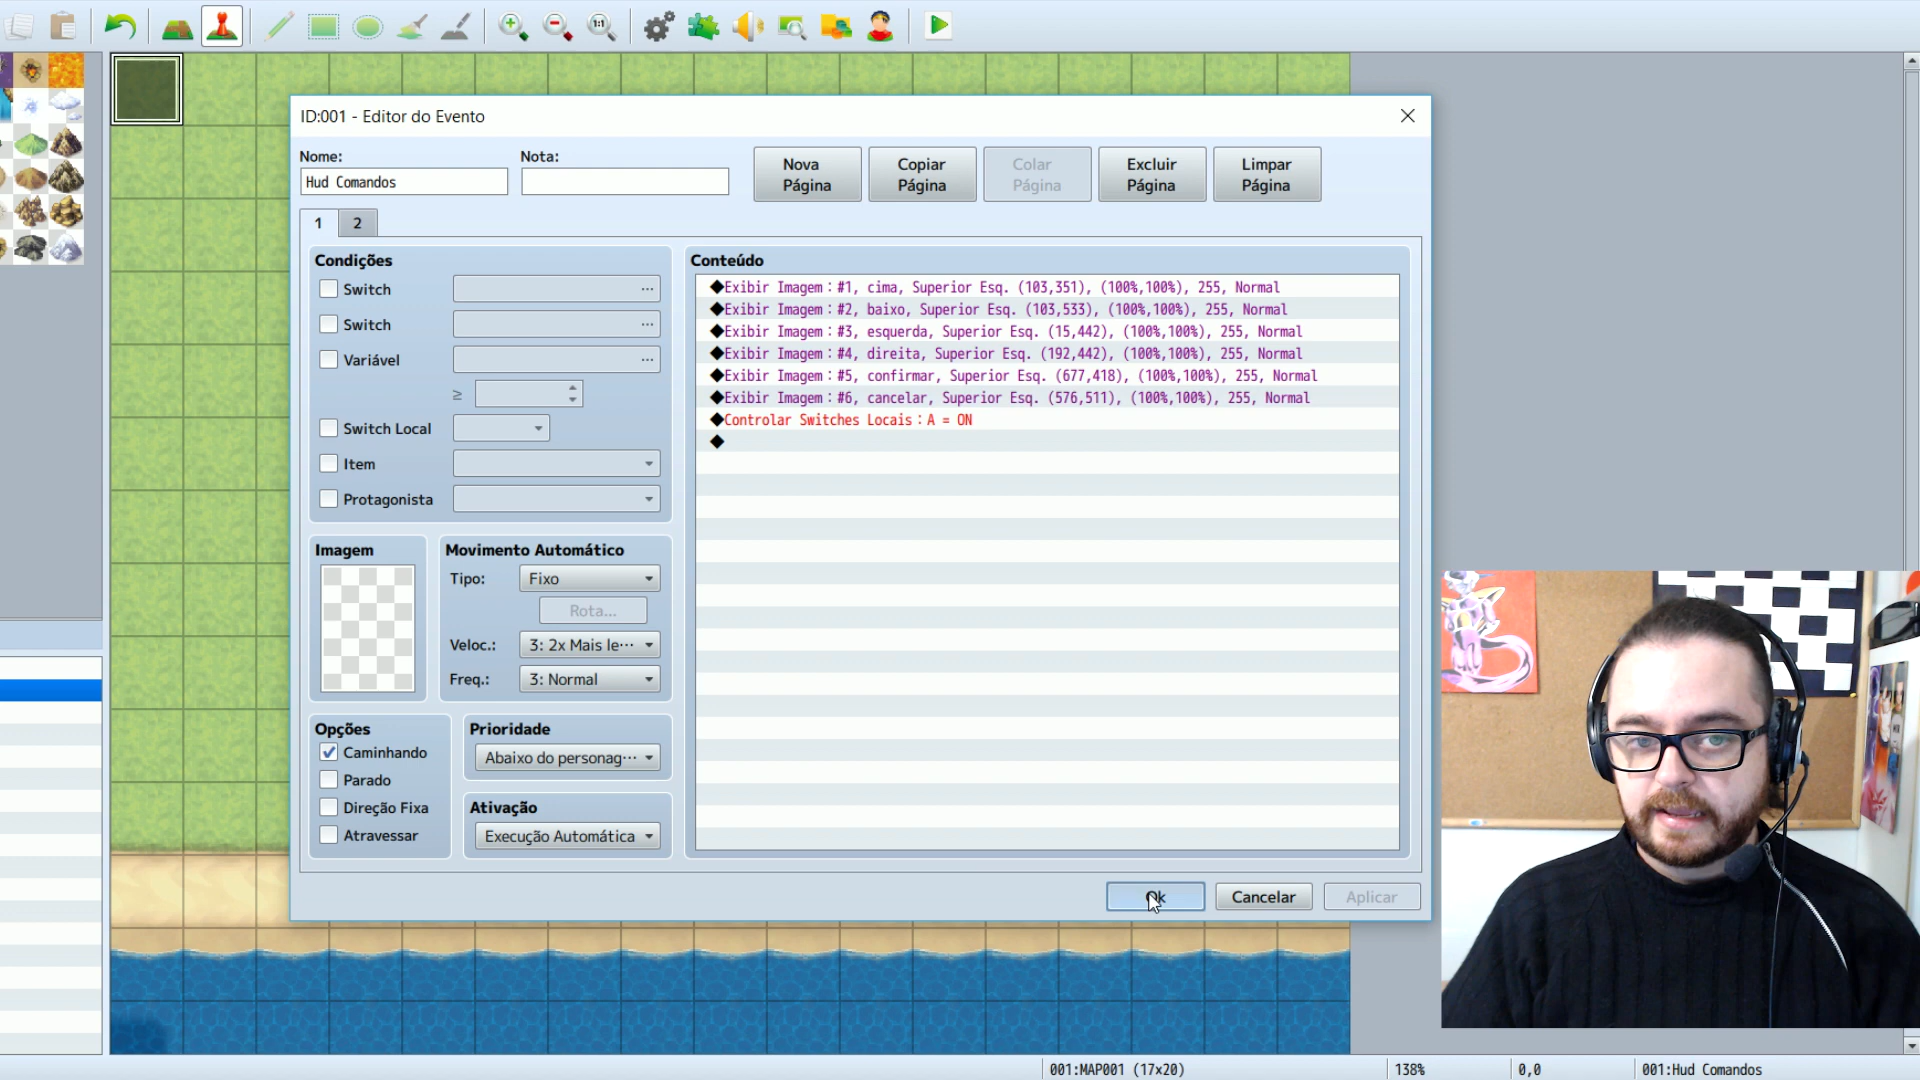 1:1
ID:001 - Editor do Evento
Nome:
Nota:
Hud Comandos
Nova Página
Copiar Página
Colar Página
Excluir Página
Limpar Página
1
2
Condições
Switch
...
Switch
...
Variável
...
≥
Switch Local
Item
Protagonista
Imagem
Movimento Automático
Tipo:
Fixo
Rota...
Veloc.:
3: 2x Mais le...
Freq.:
3: Normal
Opções
Caminhando
Parado
Direção Fixa
Atravessar
Prioridade
Abaixo do personag...
Ativação
Execução Automática
Conteúdo
◆Exibir Imagem：#1, cima, Superior Esq. (103,351), (100%,100%), 255, Normal
◆Exibir Imagem：#2, baixo, Superior Esq. (103,533), (100%,100%), 255, Normal
◆Exibir Imagem：#3, esquerda, Superior Esq. (15,442), (100%,100%), 255, Normal
◆Exibir Imagem：#4, direita, Superior Esq. (192,442), (100%,100%), 255, Normal
◆Exibir Imagem：#5, confirmar, Superior Esq. (677,418), (100%,100%), 255, Normal
◆Exibir Imagem：#6, cancelar, Superior Esq. (576,511), (100%,100%), 255, Normal
◆Controlar Switches Locais：A = ON
◆
Ok
Cancelar
Aplicar
001:MAP001 (17x20)
138%
0,0
001:Hud Comandos